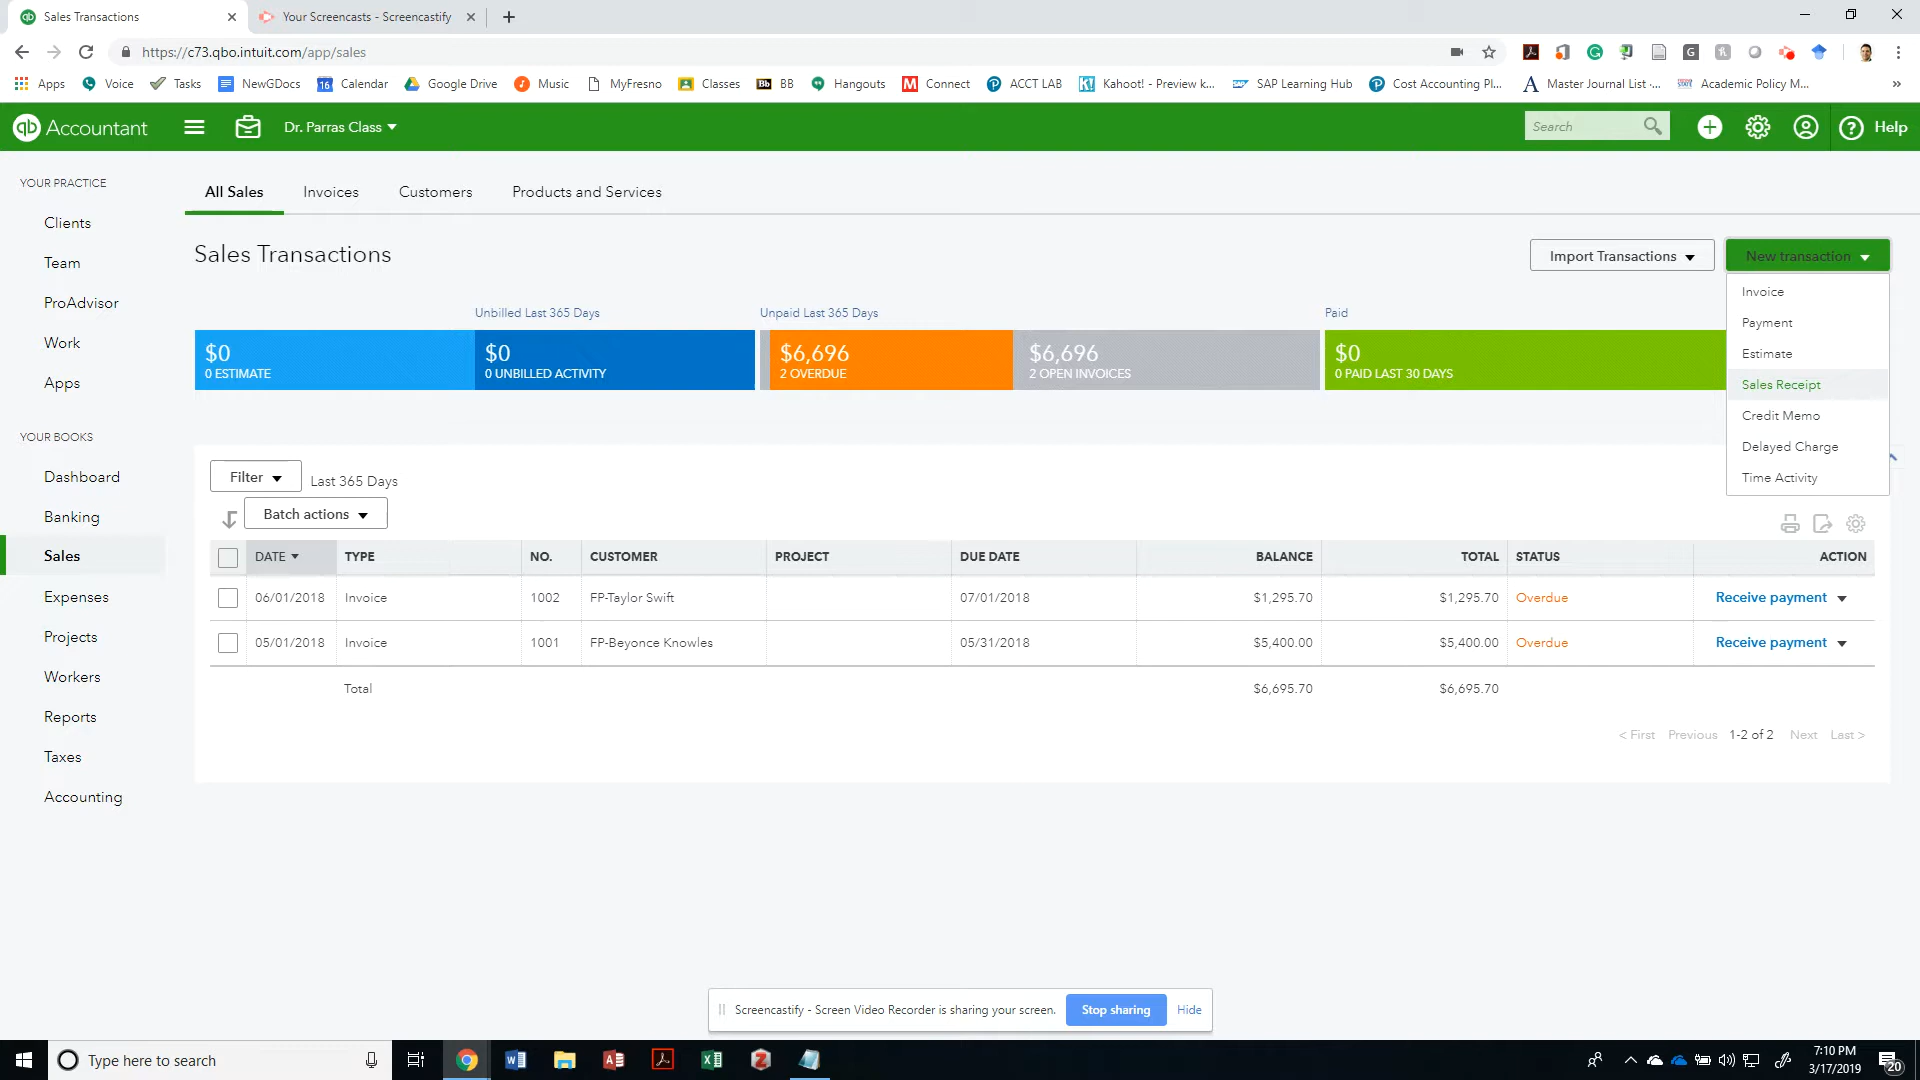 Sales Transactions
Your Screencasts - Screencastify
https://c73.qbo.intuit.com/app/sales
Apps Voice Tasks NewGDocs Calendar Google Drive Music MyFresno Classes BB Hangouts Connect ACCT LAB Kahoot! - Preview k... SAP Learning Hub Cost Accounting Pl... Master Journal List -... Academic Policy M... »
qb Accountant Dr. Parras Class Search Help
YOUR PRACTICE
Clients
Team
ProAdvisor
Work
Apps
YOUR BOOKS
Dashboard
Banking
Sales
Expenses
Projects
Workers
Reports
Taxes
Accounting
All Sales Invoices Customers Products and Services
Sales Transactions
Import Transactions New transaction
Invoice
Payment
Estimate
Sales Receipt
Credit Memo
Delayed Charge
Time Activity
Unbilled Last 365 Days Unpaid Last 365 Days Paid
$0 $0 $6,696 $6,696 $0
0 ESTIMATE 0 UNBILLED ACTIVITY 2 OVERDUE 2 OPEN INVOICES 0 PAID LAST 30 DAYS
Filter Last 365 Days
Batch actions
DATE TYPE NO. CUSTOMER PROJECT DUE DATE BALANCE TOTAL STATUS ACTION
06/01/2018 Invoice 1002 FP-Taylor Swift 07/01/2018 $1,295.70 $1,295.70 Overdue Receive payment
05/01/2018 Invoice 1001 FP-Beyonce Knowles 05/31/2018 $5,400.00 $5,400.00 Overdue Receive payment
Total $6,695.70 $6,695.70
< First Previous 1-2 of 2 Next Last >
Screencastify - Screen Video Recorder is sharing your screen. Stop sharing Hide
Type here to search
7:10 PM
3/17/2019
20